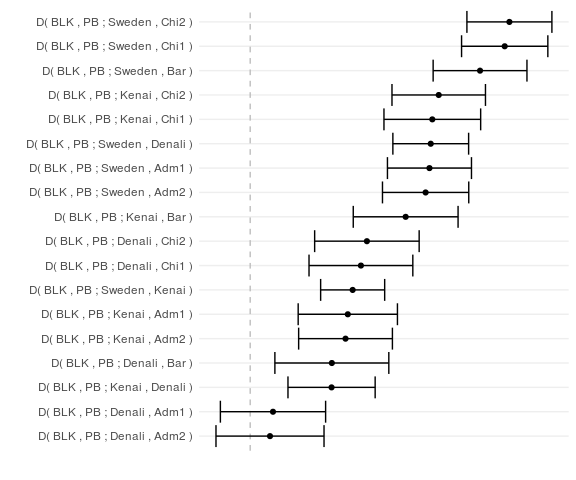 D( BLK , PB ; Sweden , Chi2 )
D( BLK , PB ; Sweden , Chi1 )
D( BLK , PB ; Sweden , Bar )
D( BLK , PB ; Kenai , Chi2 )
D( BLK , PB ; Kenai , Chi1 )
D( BLK , PB ; Sweden , Denali )
D( BLK , PB ; Sweden , Adm1 )
D( BLK , PB ; Sweden , Adm2 )
D( BLK , PB ; Kenai , Bar )
D( BLK , PB ; Denali , Chi2 )
D( BLK , PB ; Denali , Chi1 )
D( BLK , PB ; Sweden , Kenai )
D( BLK , PB ; Kenai , Adm1 )
D( BLK , PB ; Kenai , Adm2 )
D( BLK , PB ; Denali , Bar )
D( BLK , PB ; Kenai , Denali )
D( BLK , PB ; Denali , Adm1 )
D( BLK , PB ; Denali , Adm2 )